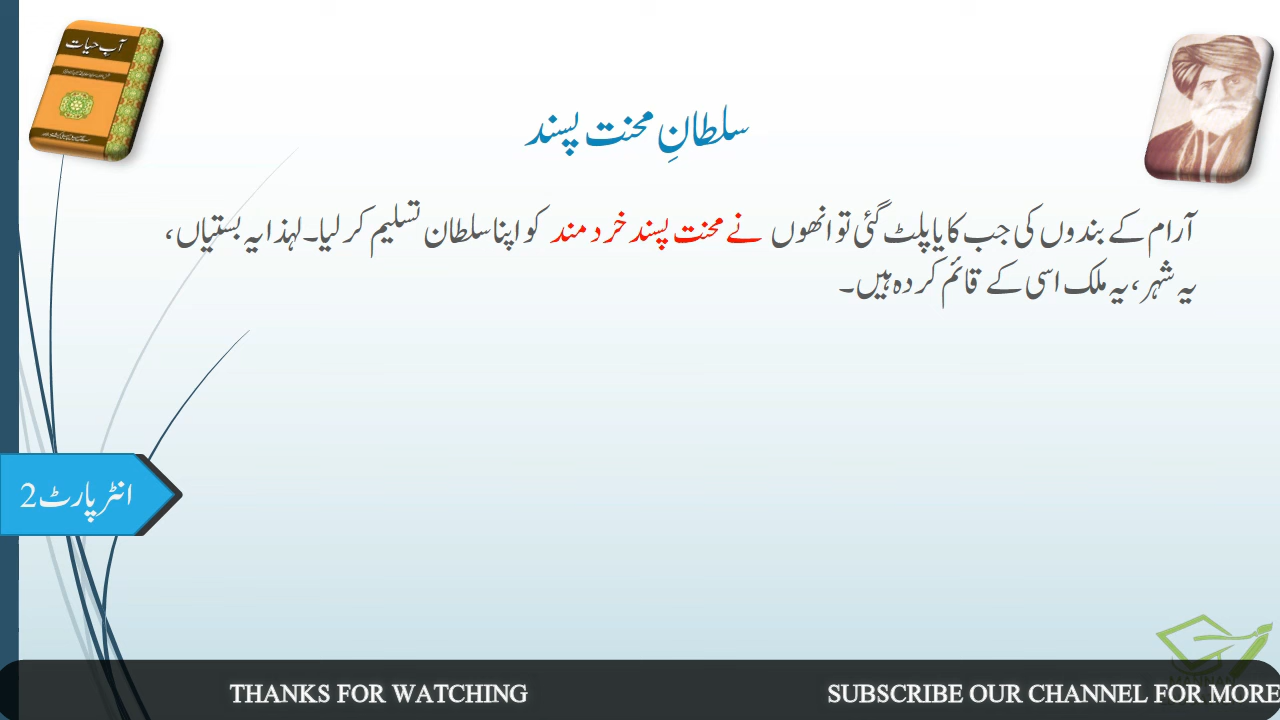 آبِ حیات
سلطانِ محنت پسند
آرام کے بندوں کی جب کایا پلٹ گئی تو انھوں نے محنت پسند خرد مند کو اپنا سلطان تسلیم کر لیا۔ لہذا یہ بستیاں،
یہ شہر، یہ ملک اسی کے قائم کردہ ہیں۔
انٹر پارٹ 2
THANKS FOR WATCHING
SUBSCRIBE OUR CHANNEL FOR MORE